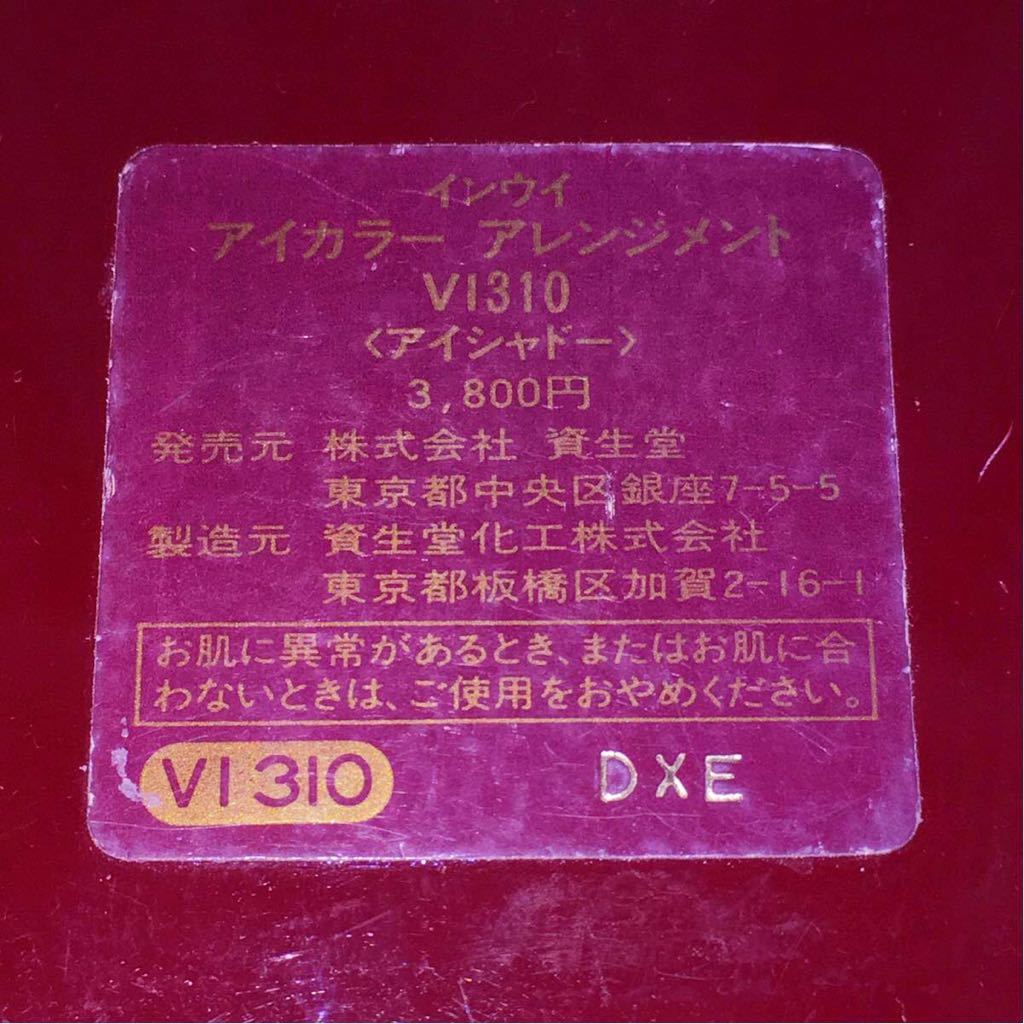 インウイ
アイカラー アレンジメント
VI310
〈アイシャドー〉
3,800円
発売元 株式会社 資生堂
東京都中央区銀座7-5-5
製造元 資生堂化工株式会社
東京都板橋区加賀2-16-1
お肌に異常があるとき、またはお肌に合
わないときは、ご使用をおやめください。
VI 310 DXE